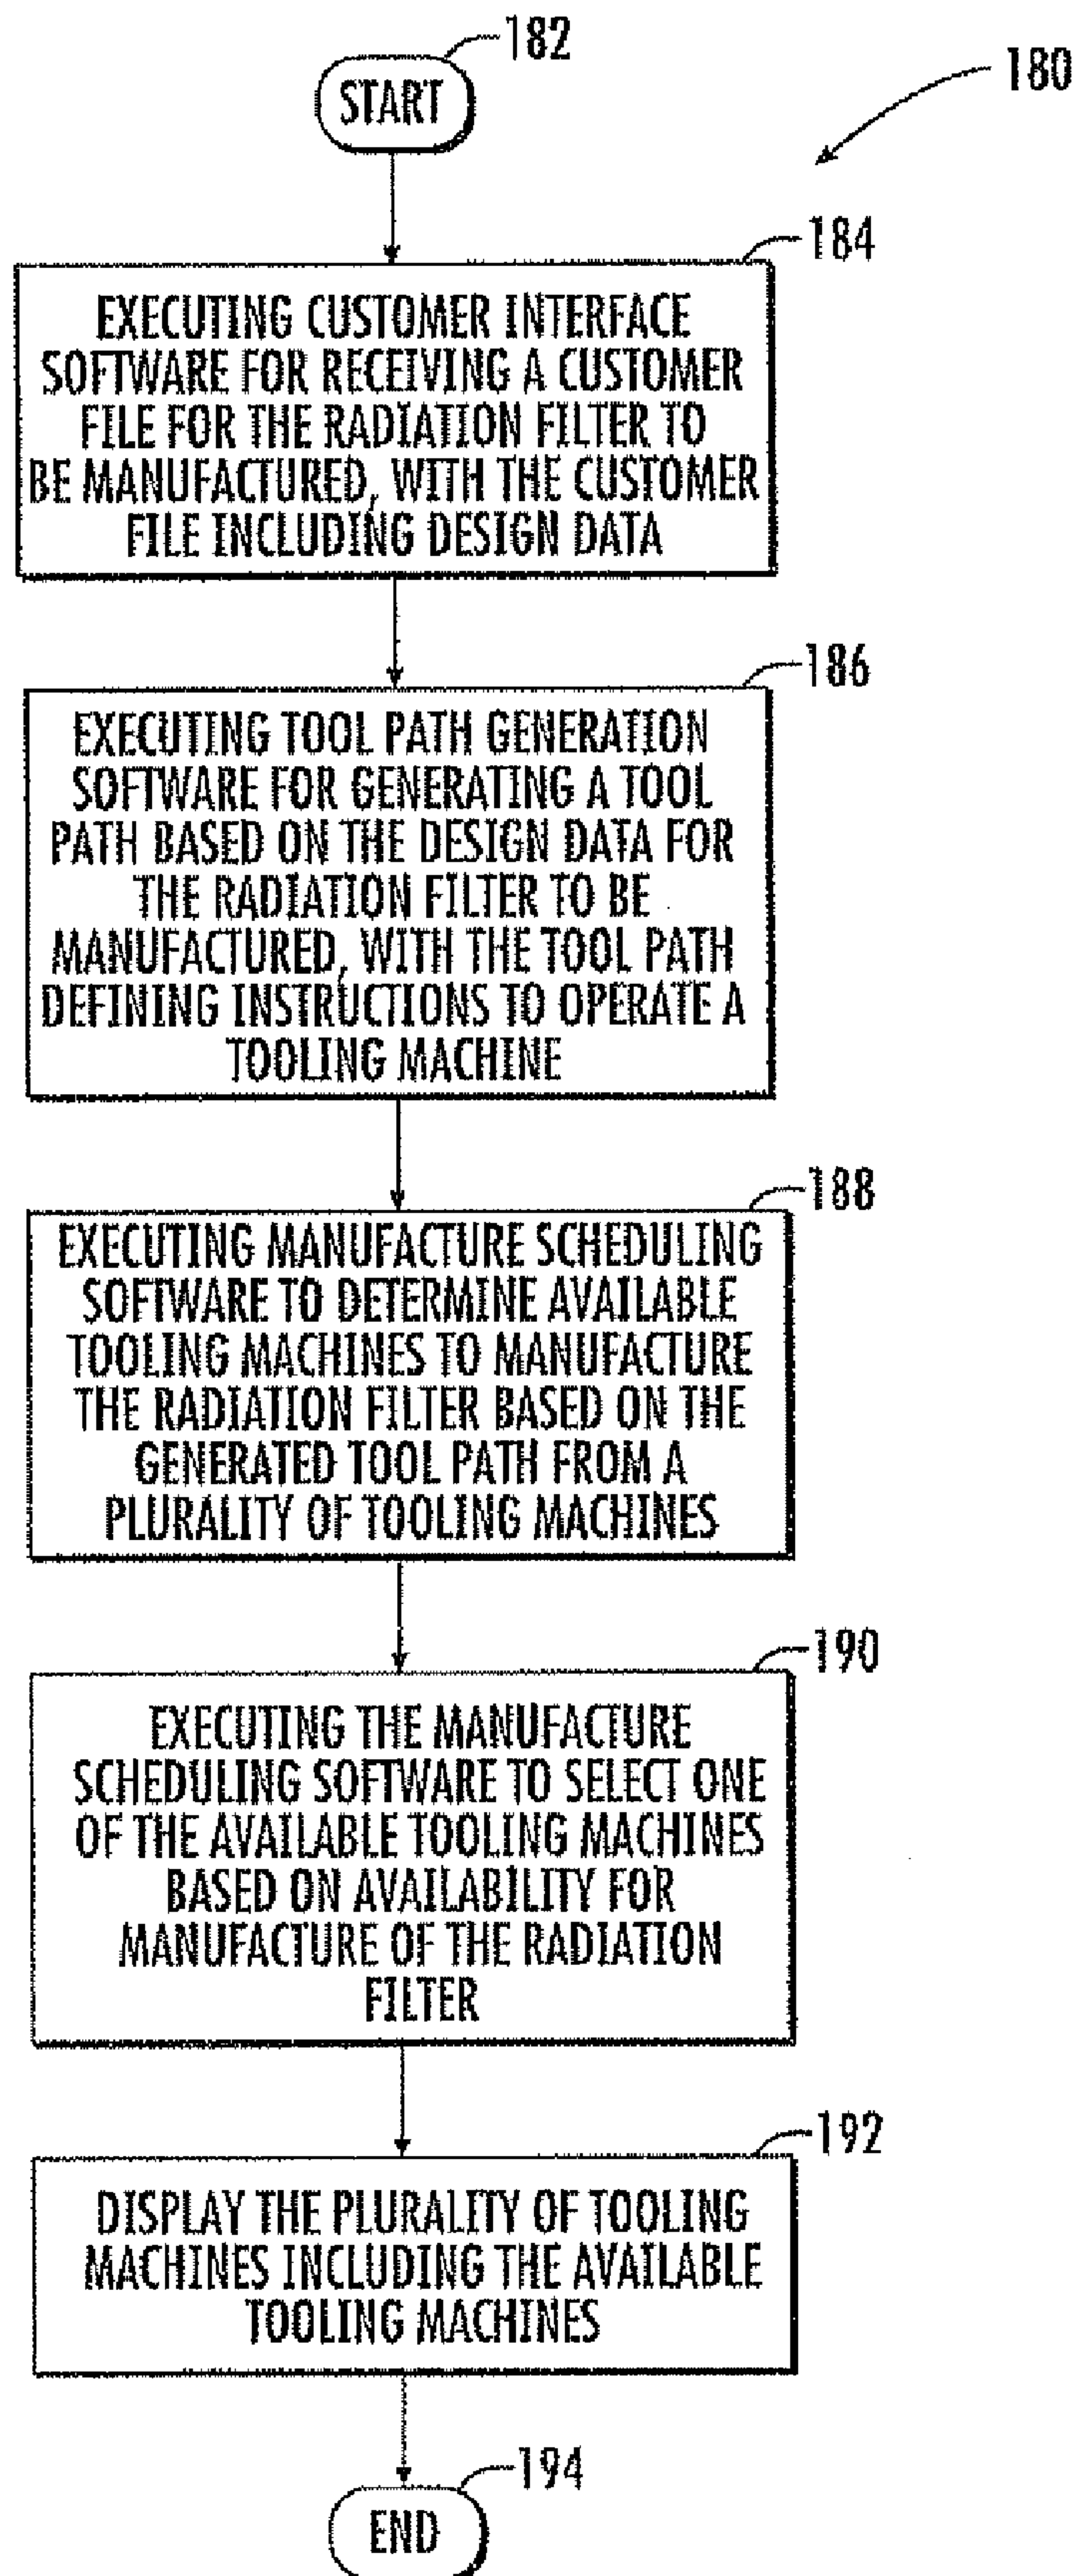 182
START
180
184
EXECUTING CUSTOMER INTERFACE
SOFTWARE FOR RECEIVING A CUSTOMER
FILE FOR THE RADIATION FILTER TO
BE MANUFACTURED, WITH THE CUSTOMER
FILE INCLUDING DESIGN DATA
186
EXECUTING TOOL PATH GENERATION
SOFTWARE FOR GENERATING A TOOL
PATH BASED ON THE DESIGN DATA FOR
THE RADIATION FILTER TO BE
MANUFACTURED, WITH THE TOOL PATH
DEFINING INSTRUCTIONS TO OPERATE A
TOOLING MACHINE
188
EXECUTING MANUFACTURE SCHEDULING
SOFTWARE TO DETERMINE AVAILABLE
TOOLING MACHINES TO MANUFACTURE
THE RADIATION FILTER BASED ON THE
GENERATED TOOL PATH FROM A
PLURALITY OF TOOLING MACHINES
190
EXECUTING THE MANUFACTURE
SCHEDULING SOFTWARE TO SELECT ONE
OF THE AVAILABLE TOOLING MACHINES
BASED ON AVAILABILITY FOR
MANUFACTURE OF THE RADIATION
FILTER
192
DISPLAY THE PLURALITY OF TOOLING
MACHINES INCLUDING THE AVAILABLE
TOOLING MACHINES
194
END